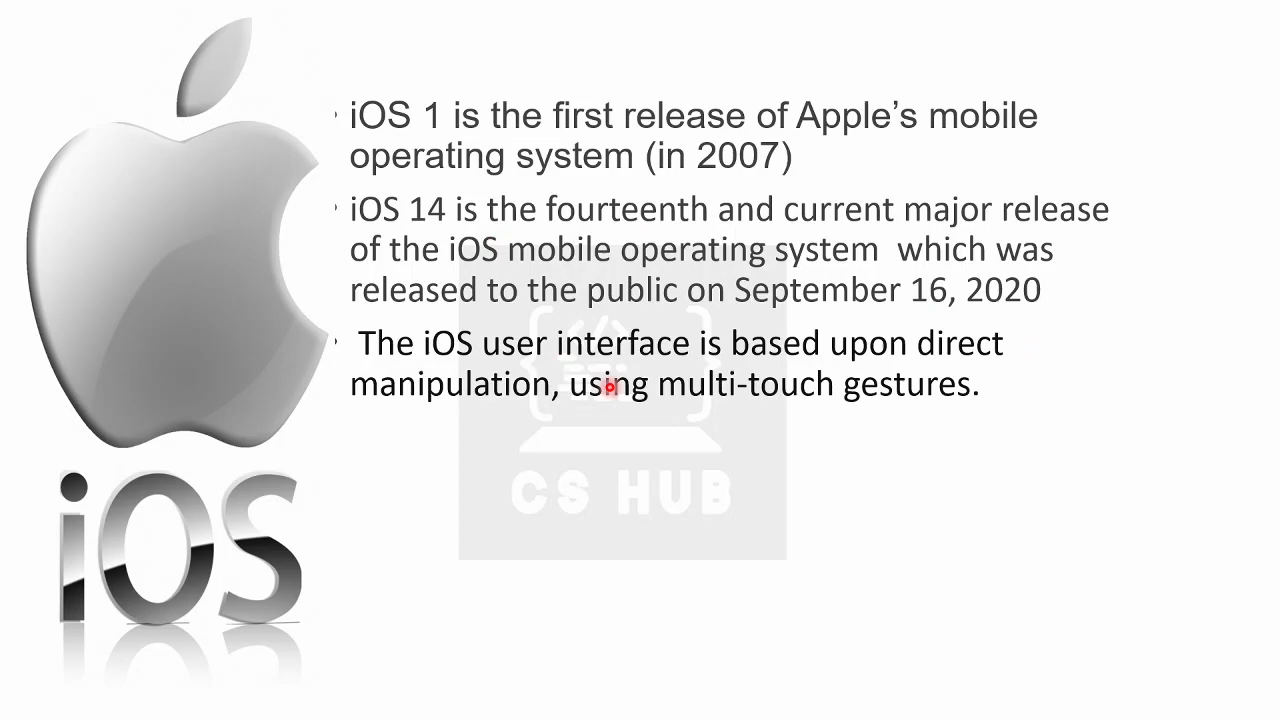 iOS 1 is the first release of Apple’s mobile
operating system (in 2007)
iOS 14 is the fourteenth and current major release
of the iOS mobile operating system which was
released to the public on September 16, 2020
The iOS user interface is based upon direct
manipulation, using multi-touch gestures.
CS HUB
iOS